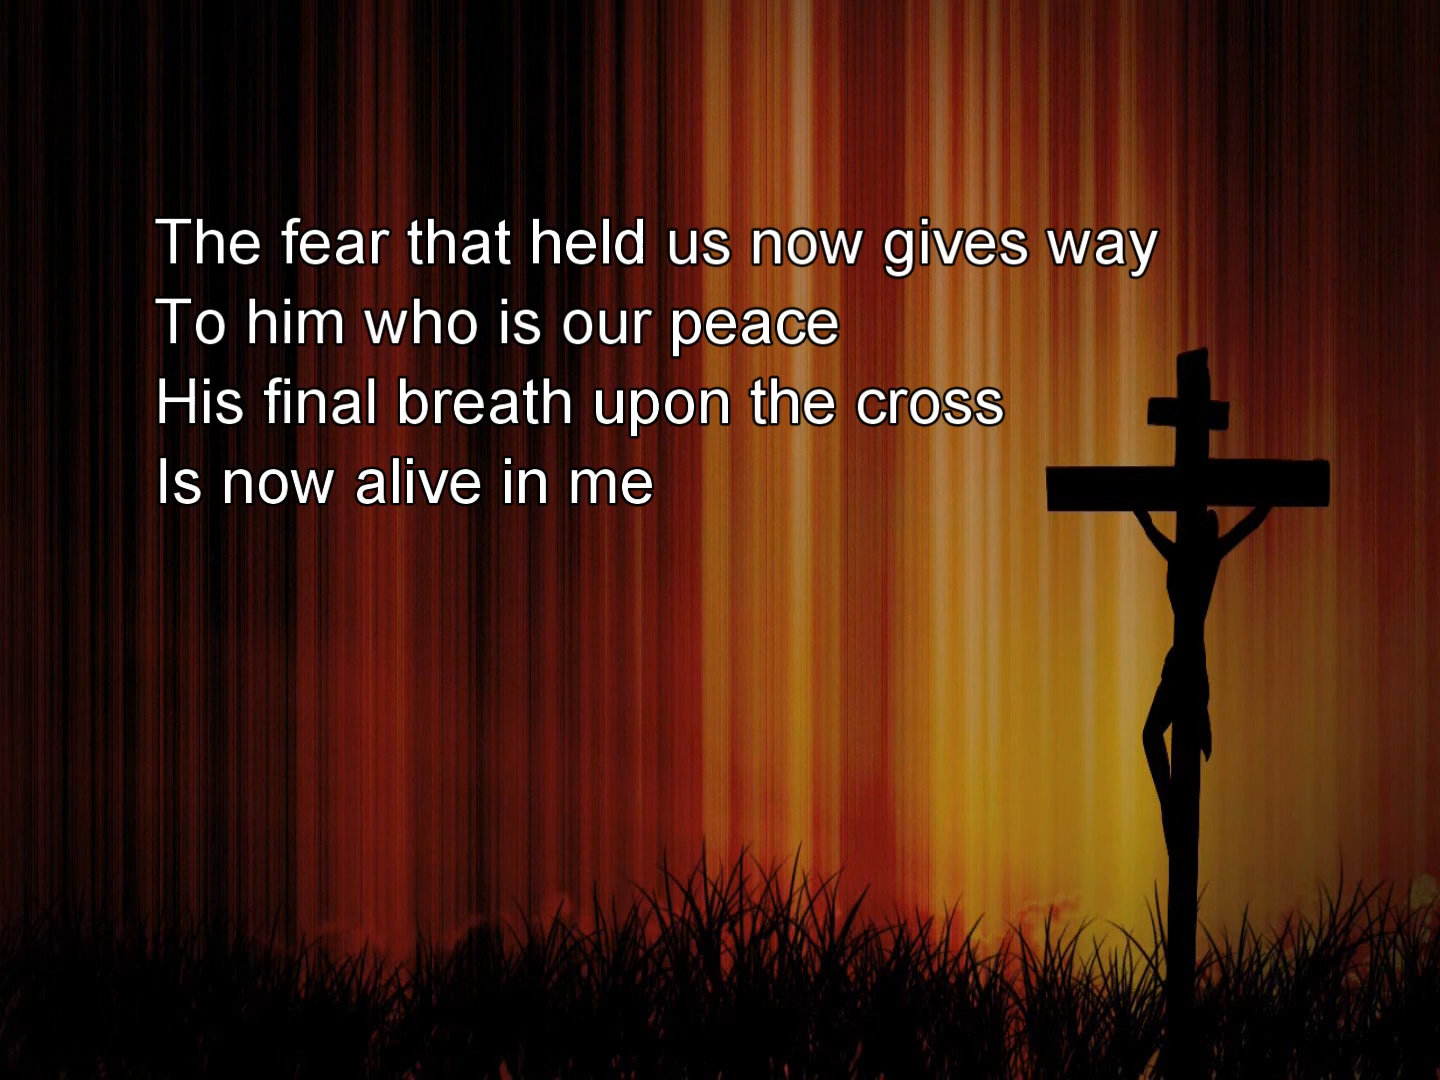 The fear that held us now gives way
To him who is our peace
His final breath upon the cross
Is now alive in me